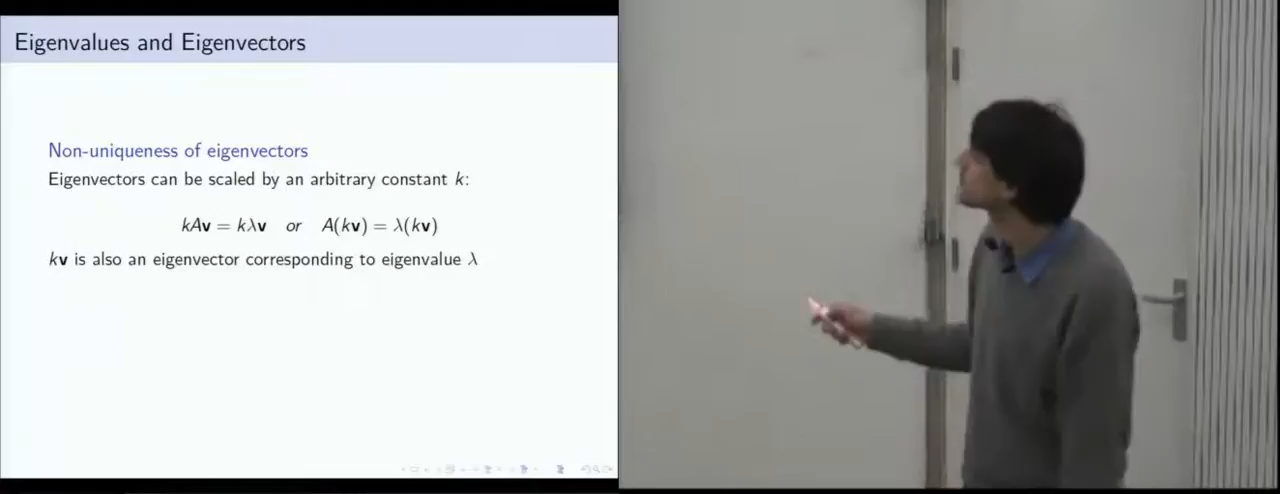 Eigenvalues and Eigenvectors
Non-uniqueness of eigenvectors
Eigenvectors can be scaled by an arbitrary constant k:
kAv = kλv or A(kv) = λ(kv)
kv is also an eigenvector corresponding to eigenvalue λ